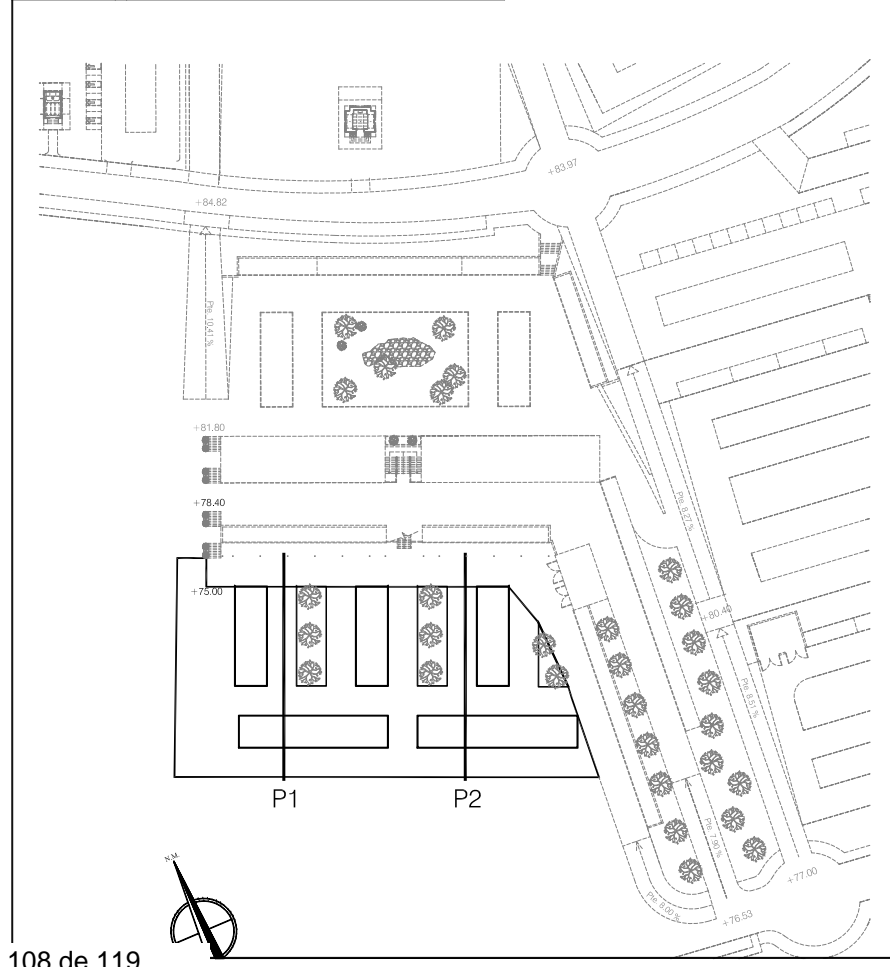 +83.97
+84.82
Pte. 10.41 %
+81.80
+78.40
Pte. 8.27 %
+75.00
+80.40
Pte. 8.51 %
P1
P2
Pte. 7.90 %
N.M.
+77.00
Pte. 8.00 %
+76.53
108 de 119